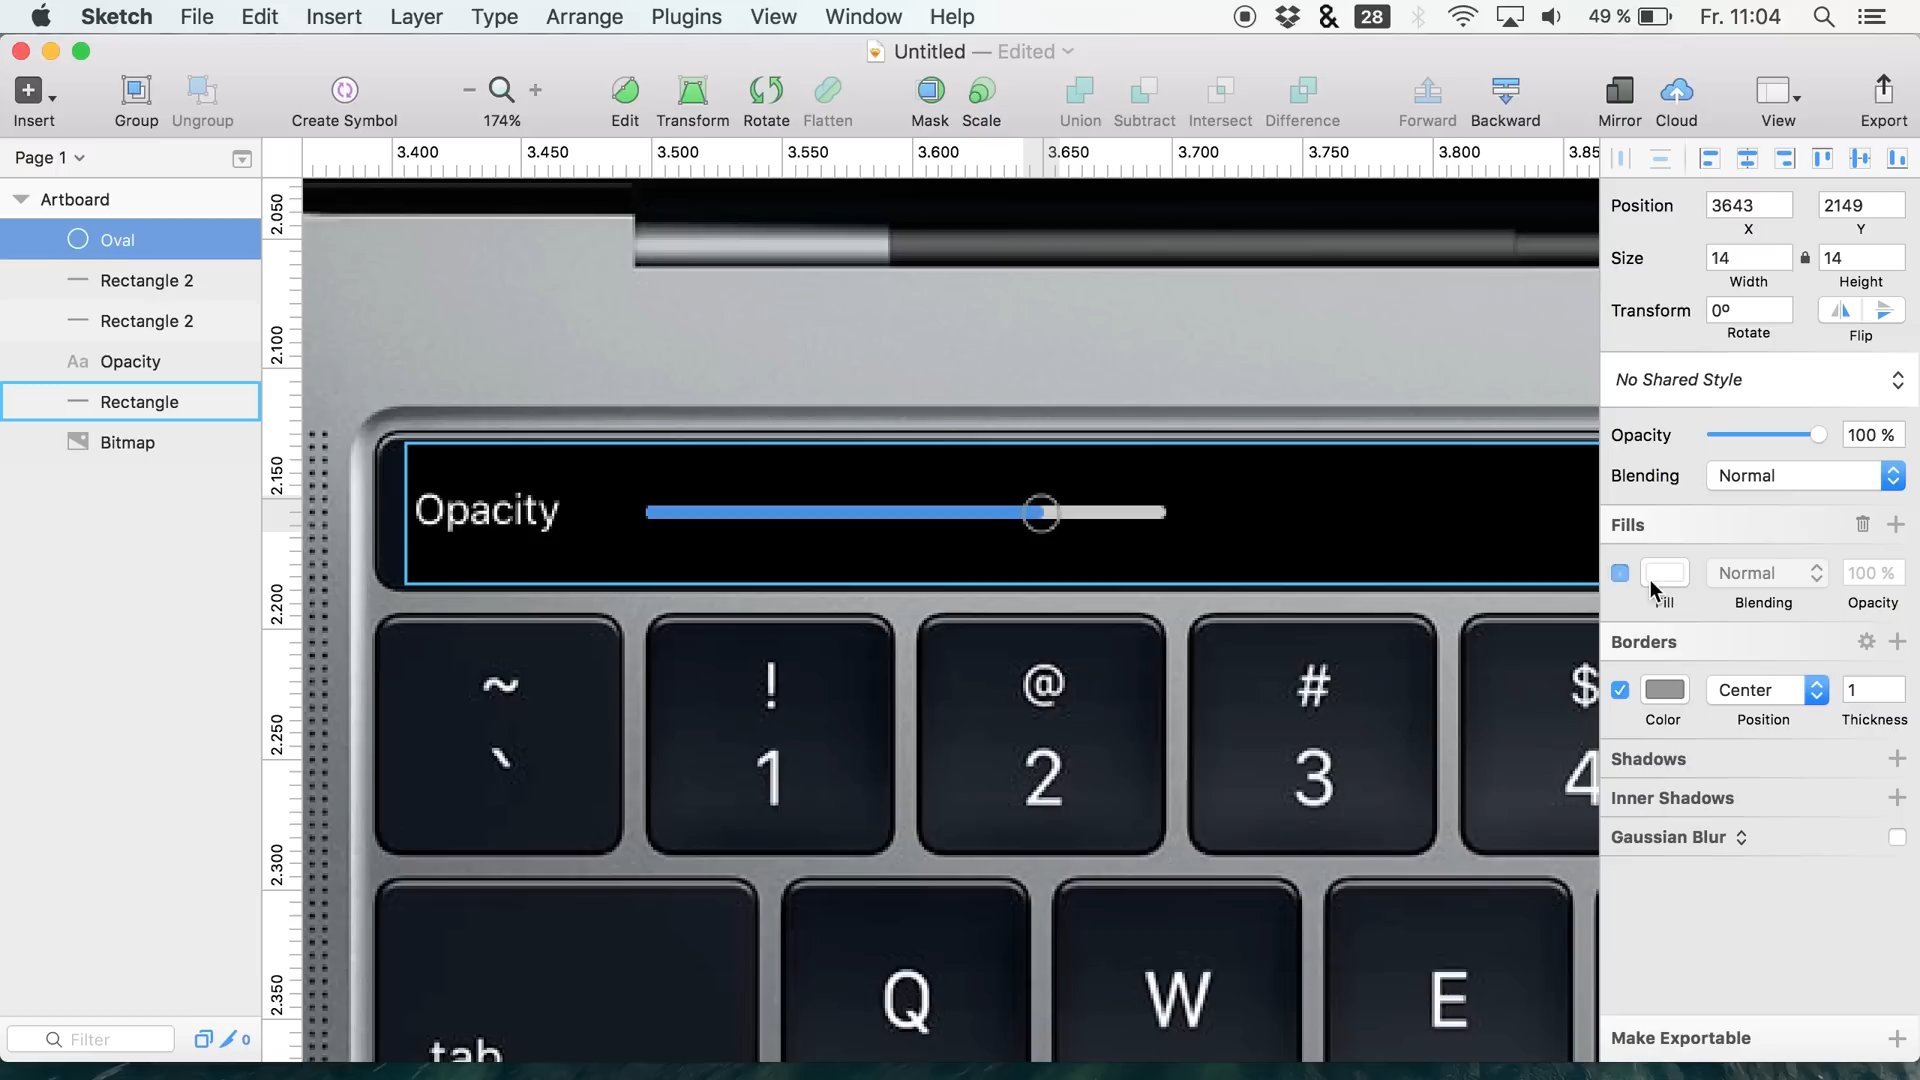 Sketch File Edit Insert Layer Type Arrange Plugins View Window Help 28 49 % Fr. 11:04
Untitled — Edited
Insert Group Ungroup Create Symbol 174% Edit Transform Rotate Flatten Mask Scale Union Subtract Intersect Difference Forward Backward Mirror Cloud View Export
Page 1
3.400 3.450 3.500 3.550 3.600 3.650 3.700 3.750 3.800 3.85
Artboard
Oval
Rectangle 2
Rectangle 2
Aa Opacity
Rectangle
Bitmap
Filter 0
2.050
2.100
2.150
2.200
2.250
2.300
2.350
Opacity
~ ! @ # $
` 1 2 3 4
Q W E
tab
Position 3643 2149
X Y
Size 14 14
Width Height
Transform 0º
Rotate Flip
No Shared Style
Opacity 100 %
Blending Normal
Fills
Normal 100 %
Fill Blending Opacity
Borders
Center 1
Color Position Thickness
Shadows
Inner Shadows
Gaussian Blur
Make Exportable